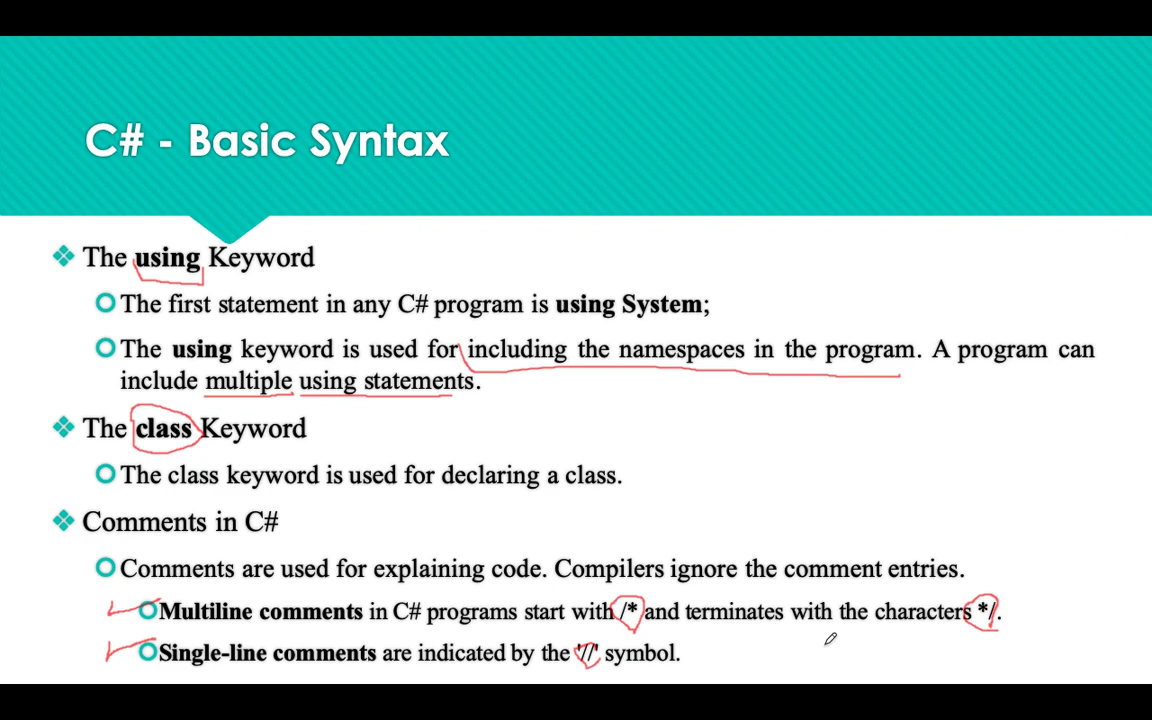 C# - Basic Syntax
The using Keyword
The first statement in any C# program is using System;
The using keyword is used for including the namespaces in the program. A program can
include multiple using statements.
The class Keyword
The class keyword is used for declaring a class.
Comments in C#
Comments are used for explaining code. Compilers ignore the comment entries.
Multiline comments in C# programs start with /* and terminates with the characters */.
Single-line comments are indicated by the '//' symbol.